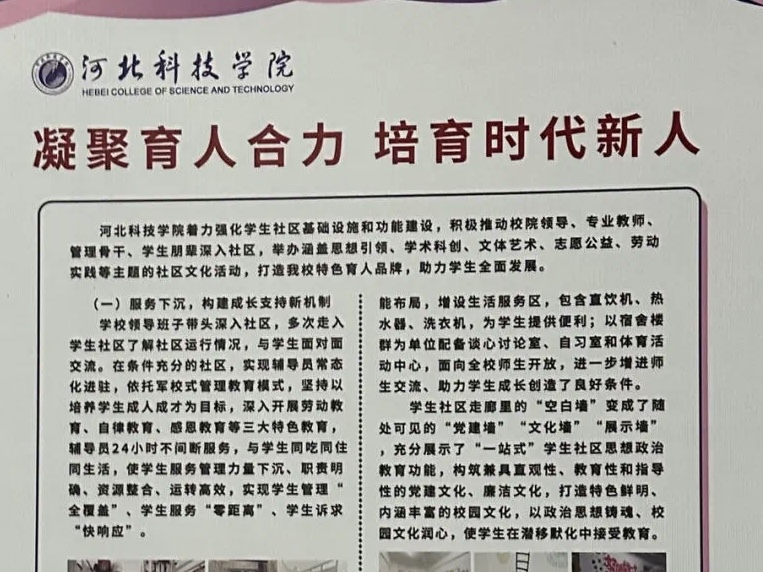 河北科技学院
HEBEI COLLEGE OF SCIENCE AND TECHNOLOGY
凝聚育人合力 培育时代新人
河北科技学院着力强化学生社区基础设施和功能建设，积极推动校院领导、专业教师、
管理骨干、学生朋辈深入社区，举办涵盖思想引领、学术科创、文体艺术、志愿公益、劳动
实践等主题的社区文化活动，打造我校特色育人品牌，助力学生全面发展。
（一）服务下沉，构建成长支持新机制
学校领导班子带头深入社区，多次走入
学生社区了解社区运行情况，与学生面对面
交流。在条件充分的社区，实现辅导员常态
化进驻，依托军校式管理教育模式，坚持以
培养学生成人成才为目标，深入开展劳动教
育、自律教育、感恩教育等三大特色教育，
辅导员24小时不间断服务，与学生同吃同住
同生活，使学生服务管理力量下沉、职责明
确、资源整合、运转高效，实现学生管理“
全覆盖”、学生服务“零距离”、学生诉求
“快响应”。
能布局，增设生活服务区，包含直饮机、热
水器、洗衣机，为学生提供便利；以宿舍楼
群为单位配备谈心讨论室、自习室和体育活
动中心，面向全校师生开放，进一步增进师
生交流、助力学生成长创造了良好条件。
学生社区走廊里的“空白墙”变成了随
处可见的“党建墙”“文化墙”“展示墙”
，充分展示了“一站式”学生社区思想政治
教育功能，构筑兼具直观性、教育性和指导
性的党建文化、廉洁文化，打造特色鲜明、
内涵丰富的校园文化，以政治思想铸魂、校
园文化润心，使学生在潜移默化中接受教育。